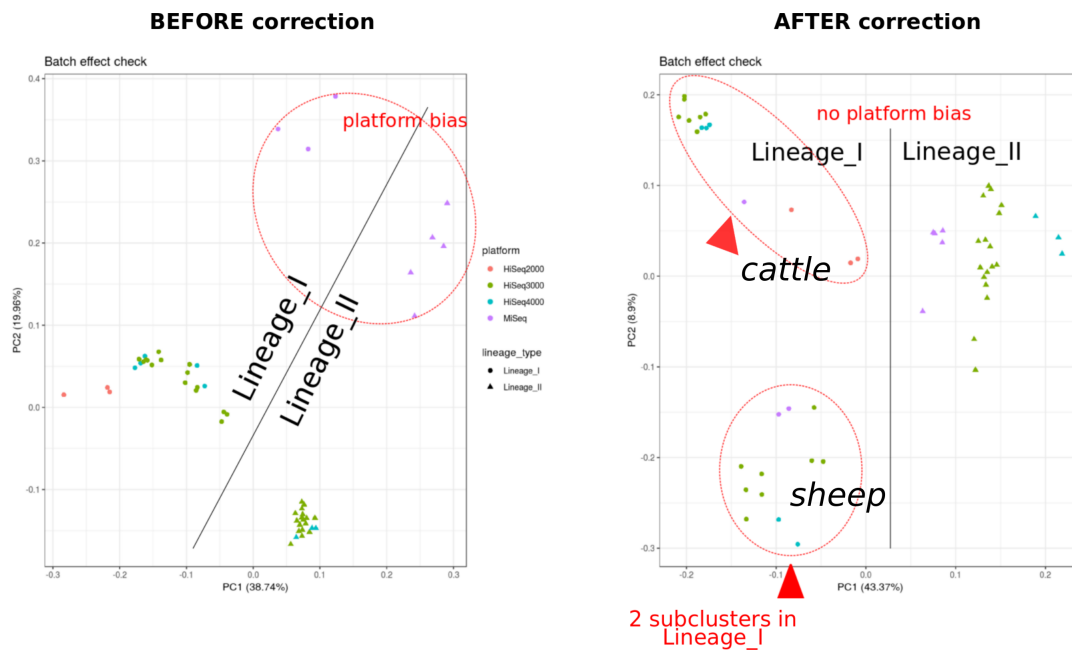 BEFORE correction
AFTER correction
Batch effect check
0.4
0.3
0.2
0.1
0.0
-0.1
PC2 (19.96%)
-0.3
-0.2
-0.1
0.0
0.1
0.2
0.3
PC1 (38.74%)
platform bias
Lineage_I
Lineage_II
platform
HiSeq2000
HiSeq3000
HiSeq4000
MiSeq
lineage_type
Lineage_I
Lineage_II
Batch effect check
0.2
0.1
0.0
-0.1
-0.2
-0.3
PC2 (8.9%)
-0.2
-0.1
0.0
0.1
0.2
PC1 (43.37%)
no platform bias
Lineage_I
Lineage_II
cattle
sheep
2 subclusters in
Lineage_I